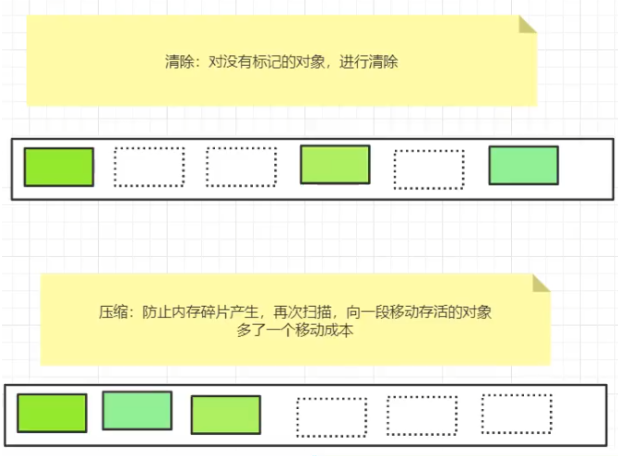 清除：对没有标记的对象，进行清除
压缩：防止内存碎片产生，再次扫描，向一段移动存活的对象
多了一个移动成本